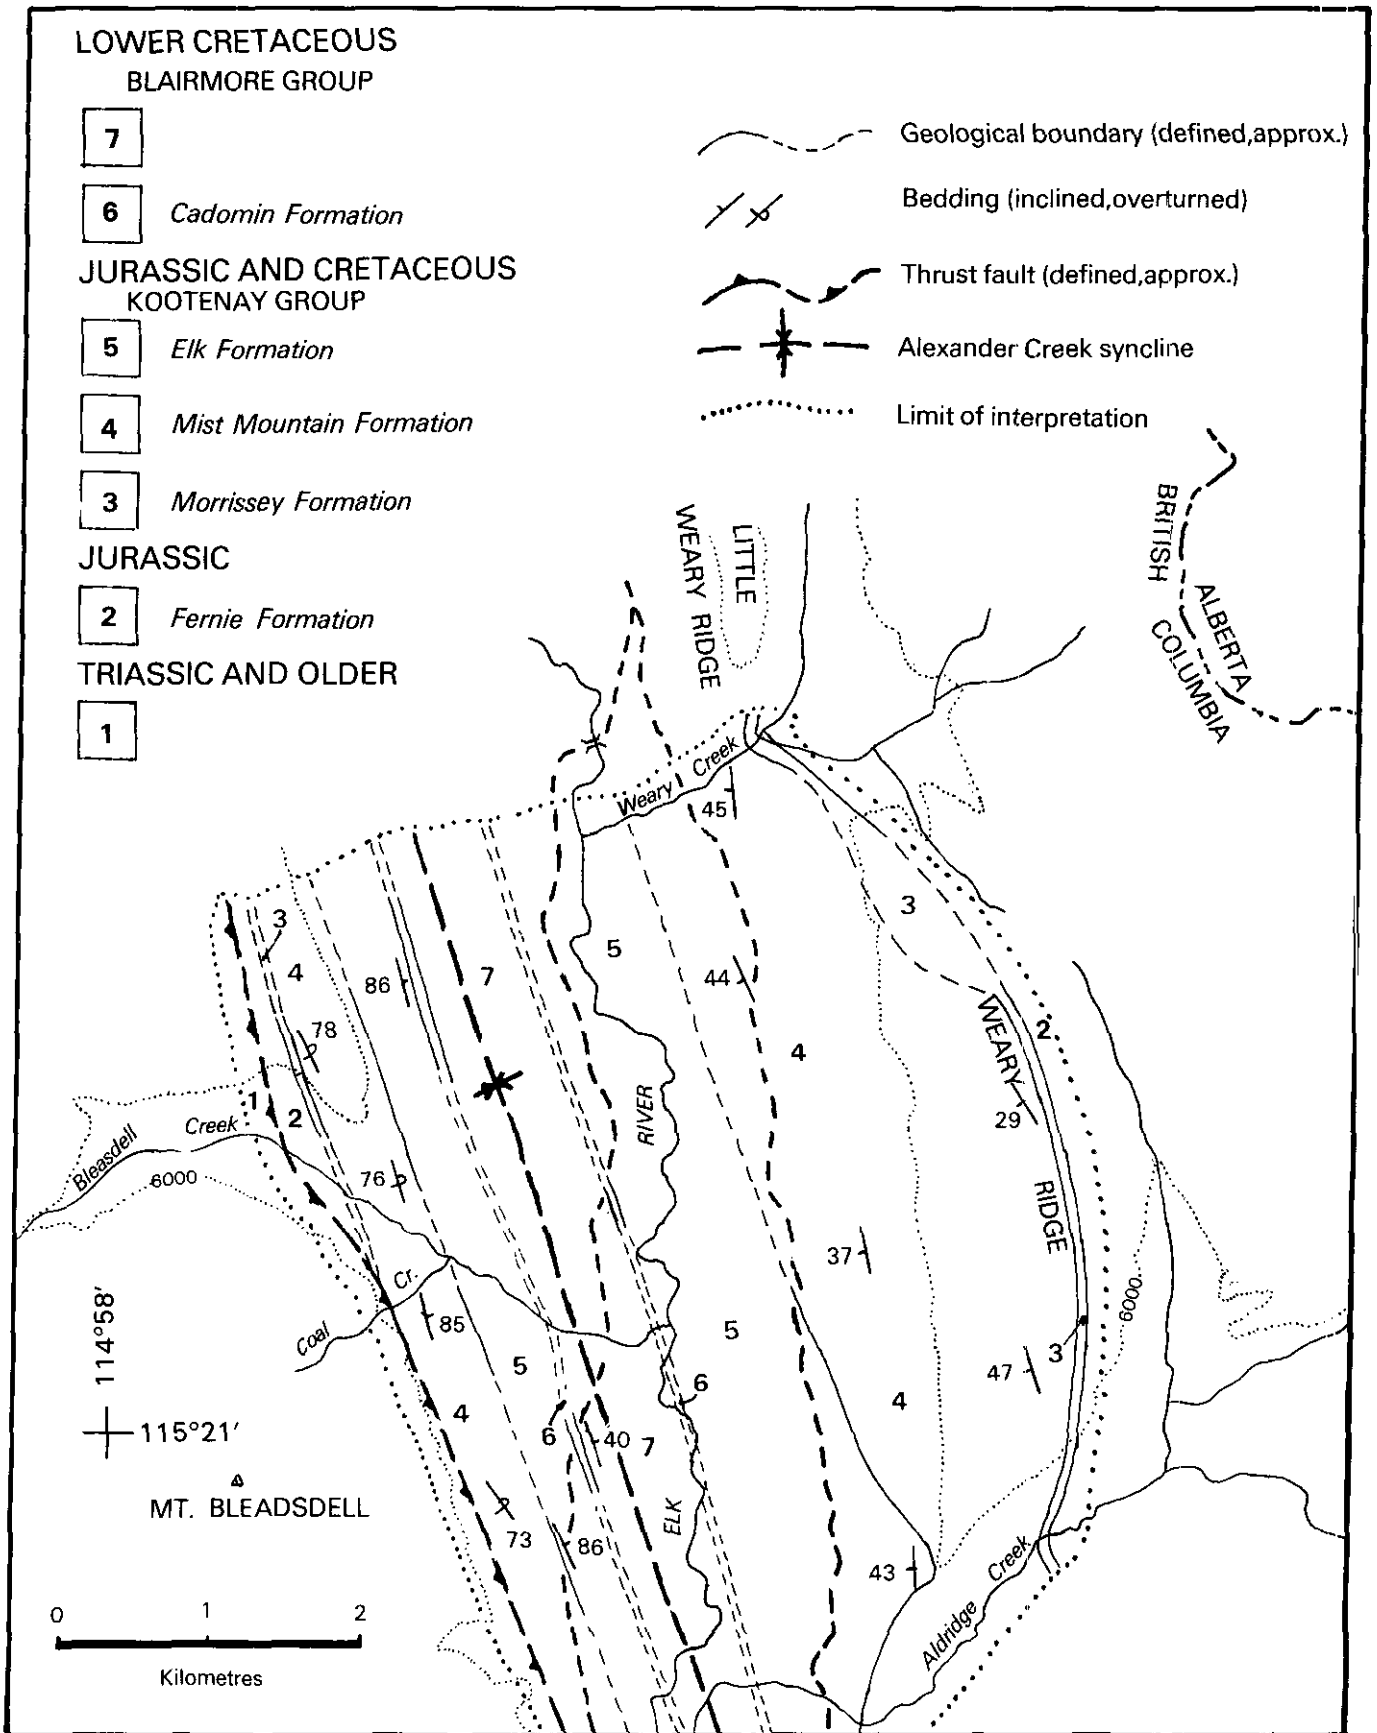 LOWER CRETACEOUS
BLAIRMORE GROUP
7
6 Cadomin Formation
JURASSIC AND CRETACEOUS
KOOTENAY GROUP
5 Elk Formation
4 Mist Mountain Formation
3 Morrissey Formation
JURASSIC
2 Fernie Formation
TRIASSIC AND OLDER
1
Geological boundary (defined,approx.)
Bedding (inclined,overturned)
Thrust fault (defined,approx.)
Alexander Creek syncline
Limit of interpretation
BRITISH
COLUMBIA
ALBERTA
LITTLE
WEARY RIDGE
Weary Creek
45
3
4
86
7
5
44
3
78
4
2
WEARY
RIDGE
29
1
2
Bleasdell Creek
6000
76
RIVER
37
6000
Coal Cr.
85
5
5
3
47
6
4
4
6
40
7
114°58'
115°21'
MT. BLEADSDELL
73
86
ELK
43
Aldridge Creek
0 1 2
Kilometres